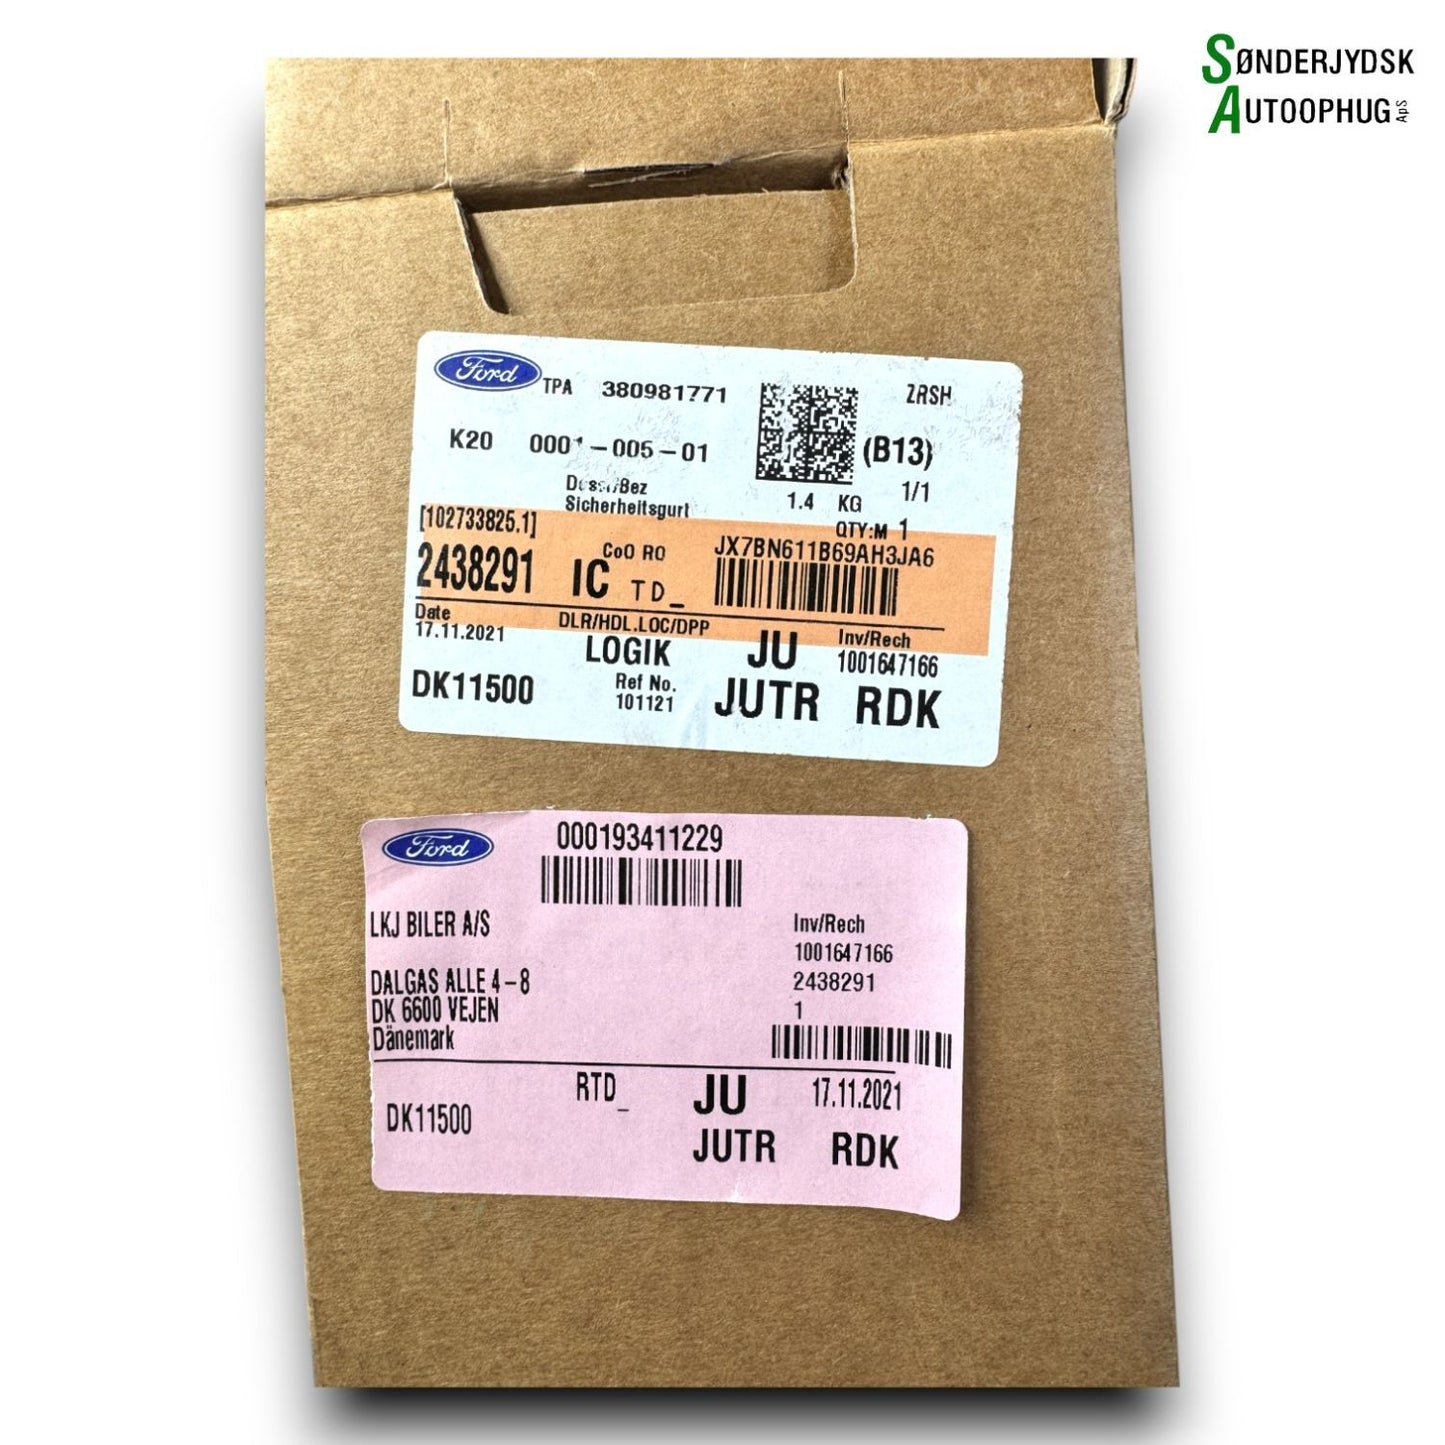 SØNDERJYDSK
AUTOOPHUG ApS
Ford TPA 380981771 ZRSH
K20 0001-005-01 (B13)
1/1
1.4 KG
Sicherheitsgurt
QTY:M 1
[102733825.1]
CoO RQ JX7BN611B69AH3JA6
2438291 IC TD_
Date DLR/HDL.LOC/DPP Inv/Rech
17.11.2021 LOGIK JU 1001647166
DK11500 Ref No. JUTR RDK
101121
Ford 000193411229
LKJ BILER A/S Inv/Rech
1001647166
DALGAS ALLE 4-8 2438291
DK 6600 VEJEN 1
Dänemark
RTD_ JU 17.11.2021
DK11500 JUTR RDK